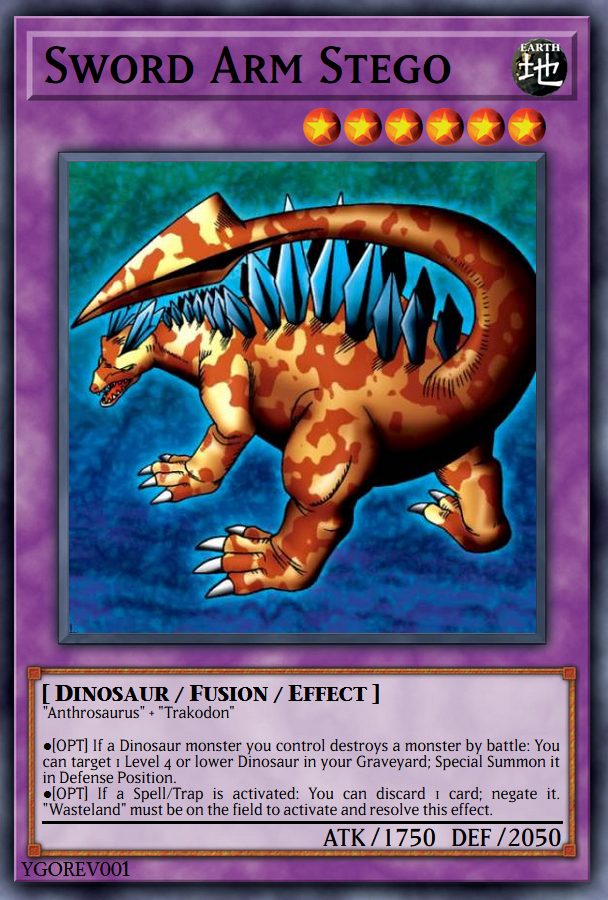 Sword Arm Stego
EARTH
地
[ Dinosaur / Fusion / Effect ]
"Anthrosaurus" + "Trakodon"
●[OPT] If a Dinosaur monster you control destroys a monster by battle: You
can target 1 Level 4 or lower Dinosaur in your Graveyard; Special Summon it
in Defense Position.
●[OPT] If a Spell/Trap is activated: You can discard 1 card; negate it.
"Wasteland" must be on the field to activate and resolve this effect.
ATK/1750 DEF/2050
YGOREV001